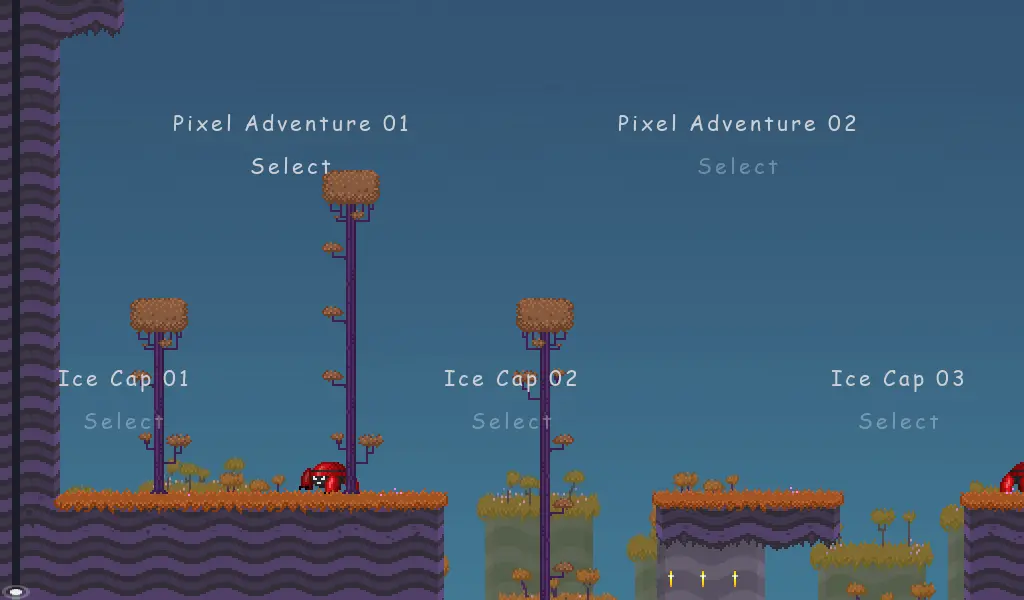 Pixel Adventure 01
Pixel Adventure 02
Select
Select
Ice Cap 01
Ice Cap 02
Ice Cap 03
Select
Select
Select